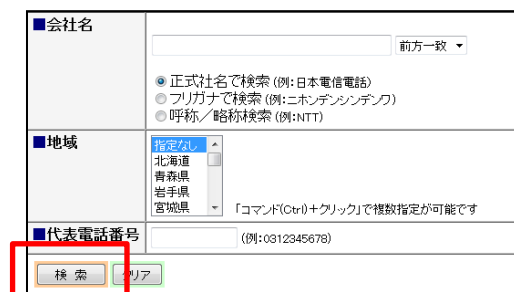 ■会社名
前方一致
正式社名で検索(例:日本電信電話)
フリガナで検索(例:ニホンデンシンデンワ)
呼称/略称検索(例:NTT)
■地域
指定なし
北海道
青森県
岩手県
宮城県
「コマンド(Ctrl)+クリック」で複数指定が可能です
■代表電話番号
(例:0312345678)
検 索
クリア